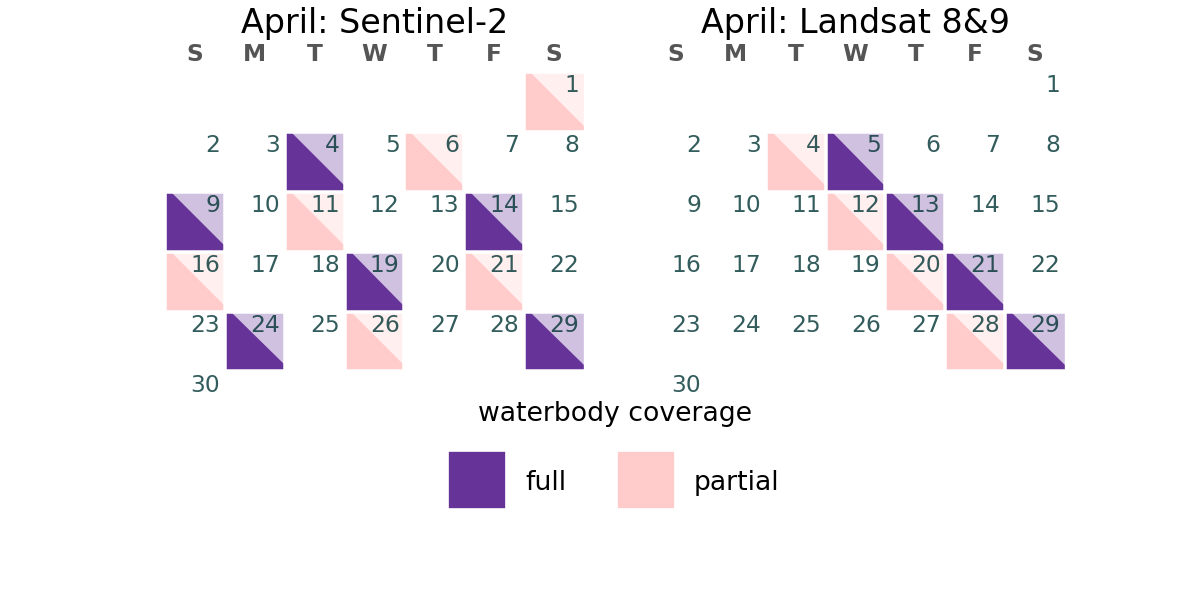 April: Sentinel-2
S M T W T F S
1
2 3 4 5 6 7 8
9 10 11 12 13 14 15
16 17 18 19 20 21 22
23 24 25 26 27 28 29
30
April: Landsat 8&9
S M T W T F S
1
2 3 4 5 6 7 8
9 10 11 12 13 14 15
16 17 18 19 20 21 22
23 24 25 26 27 28 29
30
waterbody coverage
full
partial